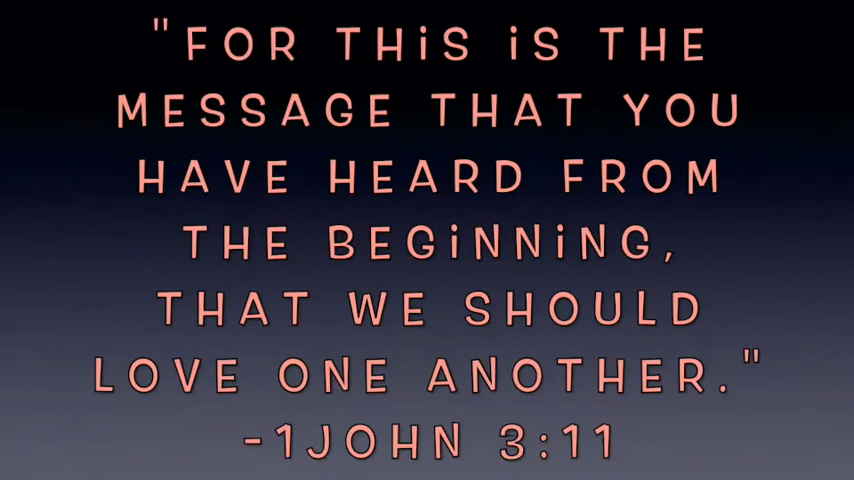 "FOR THiS iS THE
MESSAGE THAT YOU
HAVE HEARD FROM
THE BEGiNNiNG,
THAT WE SHOULD
LOVE ONE ANOTHER."
-1JOHN 3:11